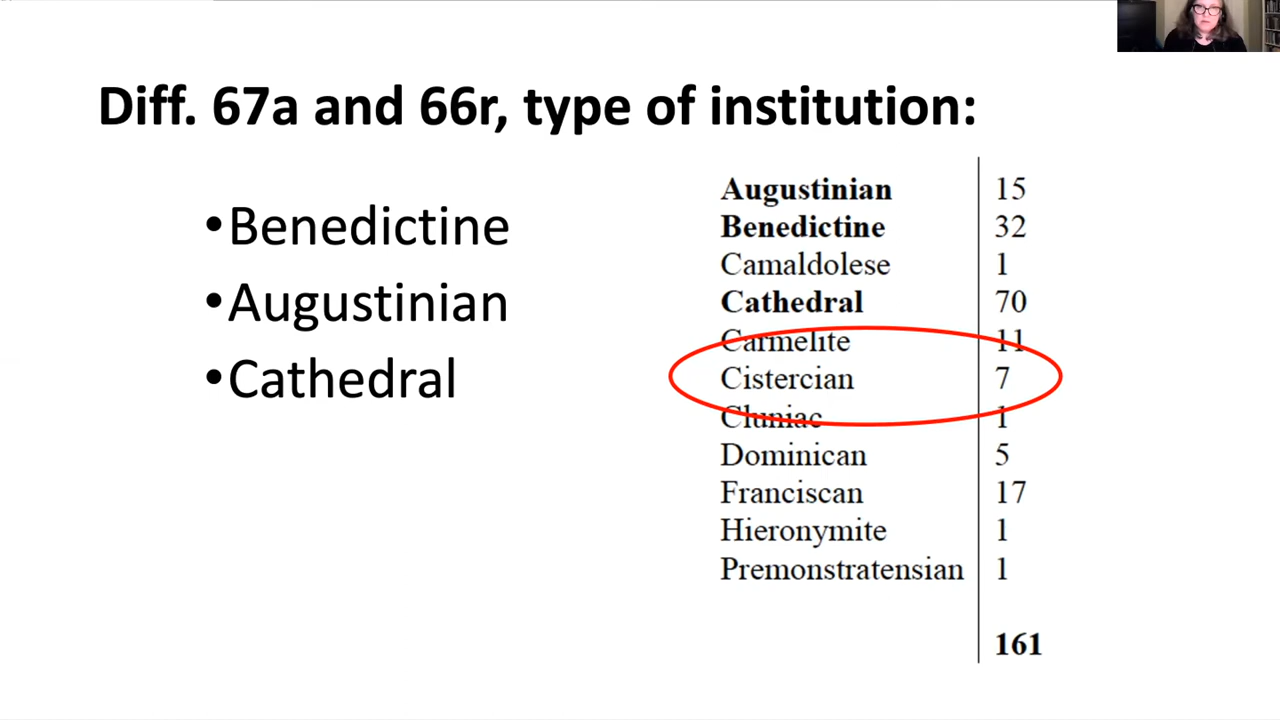 Diff. 67a and 66r, type of institution:
•Benedictine
•Augustinian
•Cathedral
Augustinian 15
Benedictine 32
Camaldolese 1
Cathedral 70
Carmelite 11
Cistercian 7
Cluniac 1
Dominican 5
Franciscan 17
Hieronymite 1
Premonstratensian 1
161